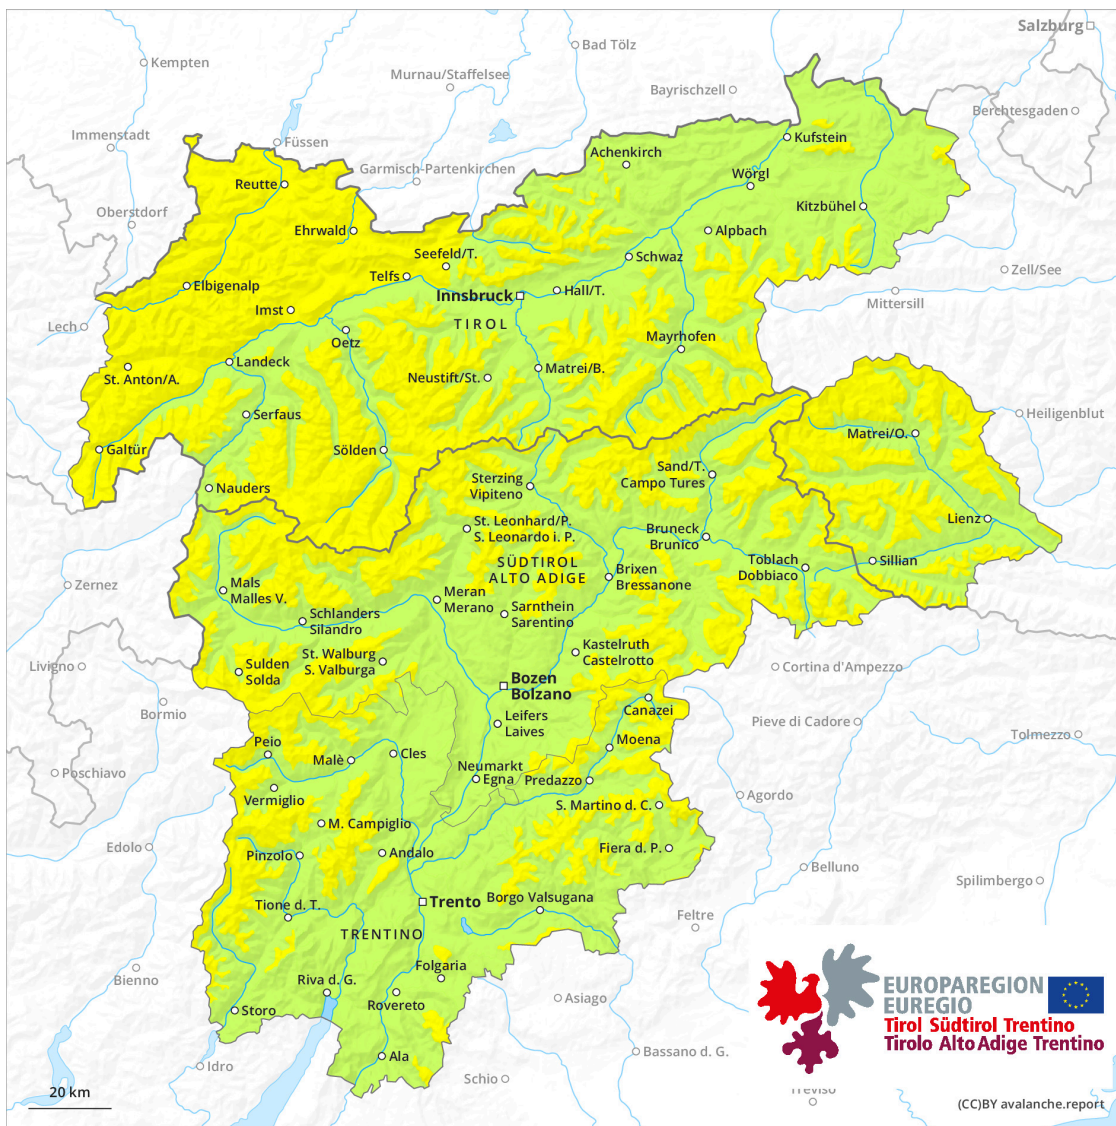 Salzburg
Bad Tölz
Kempten
Murnau/Staffelsee
Bayrischzell
Berchtesgaden
Immenstadt
Füssen
Kufstein
Achenkirch
Garmisch-Partenkirchen
Wörgl
Reutte
Kitzbühel
Oberstdorf
Ehrwald
Alpbach
Seefeld/T.
Schwaz
Zell/See
Telfs
Elbigenalp
Innsbruck
Hall/T.
Mittersill
Imst
TIROL
Lech
Oetz
Mayrhofen
Landeck
Matrei/B.
St. Anton/A.
Neustift/St.
Serfaus
Heiligenblut
Matrei/O.
Galtür
Sölden
Sand/T.
Campo Tures
Sterzing
Vipiteno
Nauders
Lienz
St. Leonhard/P.
S. Leonardo i. P.
Bruneck
Brunico
SÜDTIROL
ALTO ADIGE
Toblach
Dobbiaco
Sillian
Brixen
Bressanone
Zernez
Mals
Malles V.
Meran
Merano
Sarnthein
Sarentino
Schlanders
Silandro
Kastelruth
Castelrotto
St. Walburg
S. Valburga
Livigno
Sulden
Solda
Cortina d'Ampezzo
Bozen
Bolzano
Canazei
Bormio
Leifers
Laives
Pieve di Cadore
Moena
Tolmezzo
Peio
Malè
Cles
Neumarkt
Egna
Predazzo
Poschiavo
Vermiglio
Agordo
S. Martino d. C.
M. Campiglio
Edolo
Pinzolo
Andalo
Fiera d. P.
Belluno
Spilimbergo
Trento
Borgo Valsugana
Tione d. T.
Feltre
TRENTINO
Folgaria
Bienno
Riva d. G.
Rovereto
Asiago
Storo
EUROPAREGION
EUREGIO
Tirol Südtirol Trentino
Tirolo Alto Adige Trentino
Ala
Bassano d. G.
Idro
Schio
Treviso
20 km
(CC)BY avalanche.report